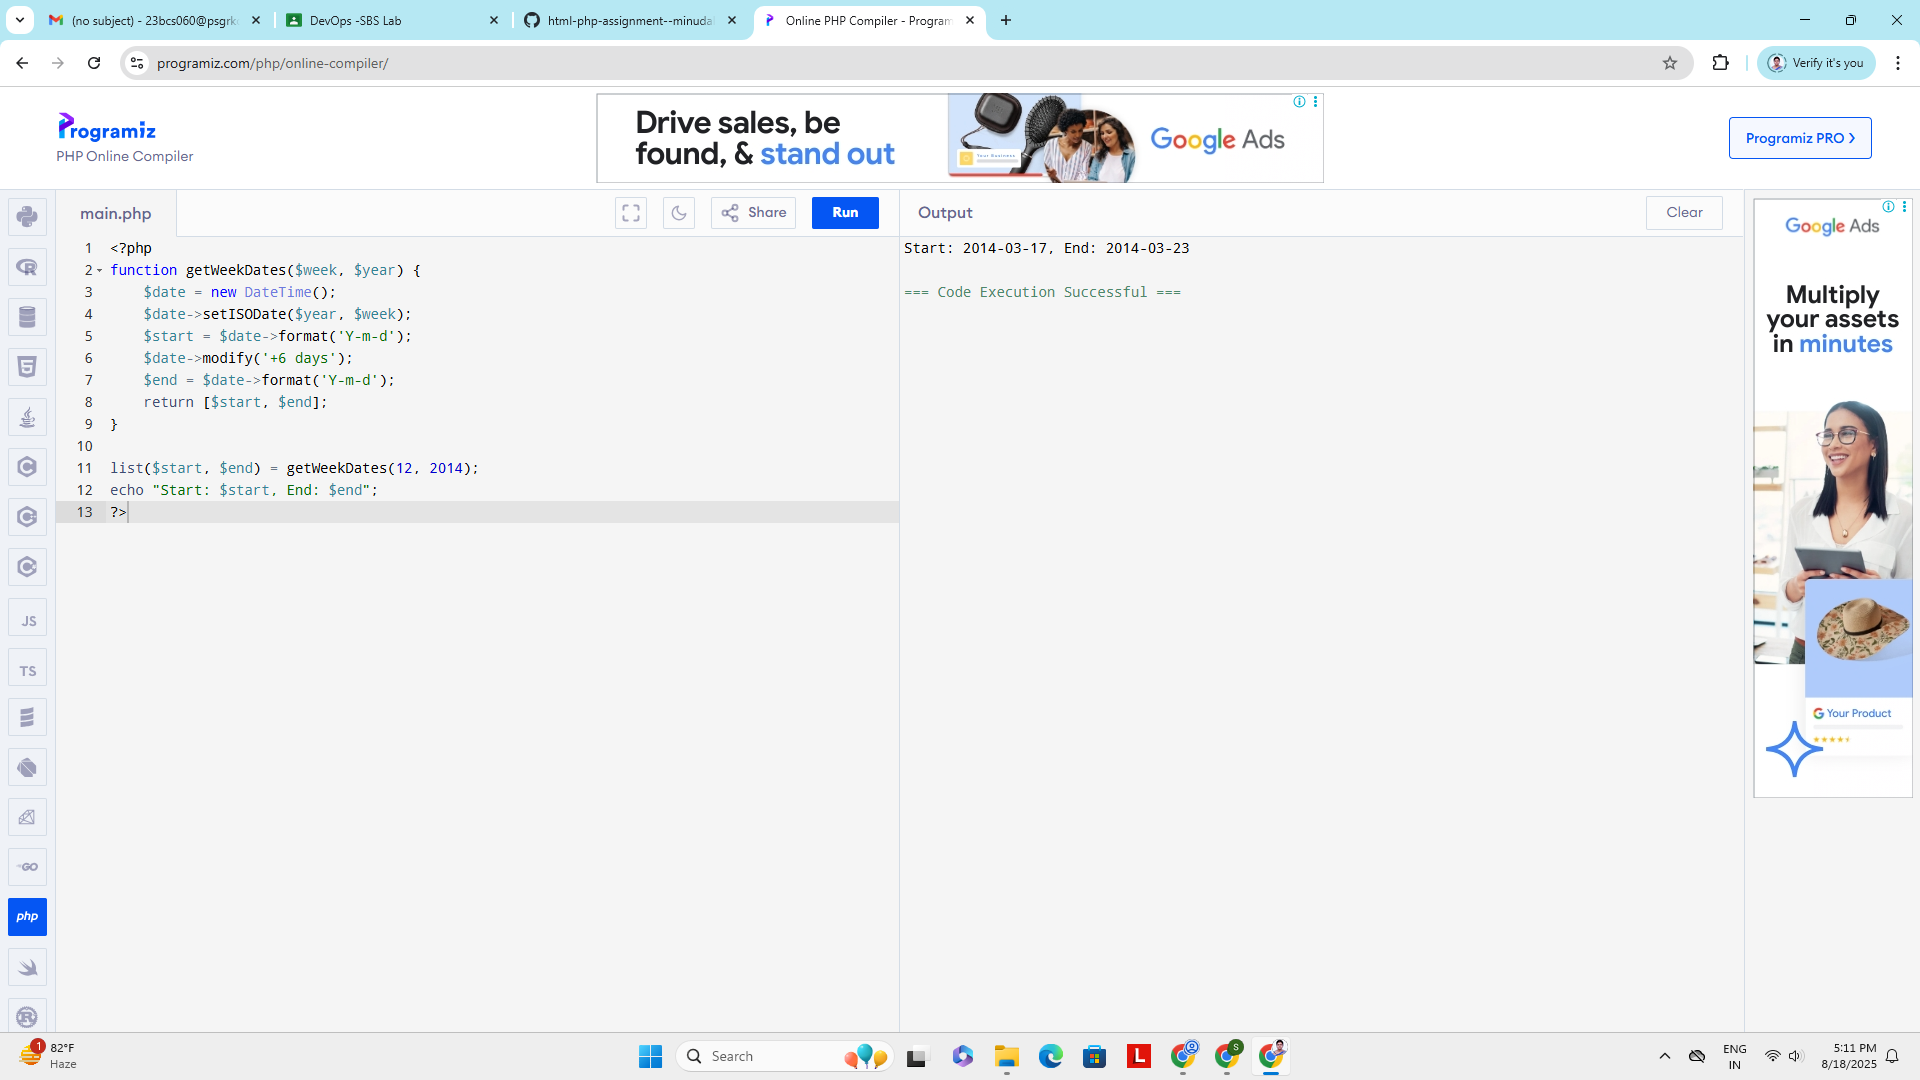 (no subject) - 23bcs060@psgrk
DevOps -SBS Lab
html-php-assignment--minuda
Online PHP Compiler - Program
programiz.com/php/online-compiler/
Verify it's you
Programiz
PHP Online Compiler
Drive sales, be
found, & stand out
Your Business
Google Ads
Programiz PRO
main.php
Share
Run
Output
Clear
1 <?php
2 function getWeekDates($week, $year) {
3     $date = new DateTime();
4     $date->setISODate($year, $week);
5     $start = $date->format('Y-m-d');
6     $date->modify('+6 days');
7     $end = $date->format('Y-m-d');
8     return [$start, $end];
9 }
10
11 list($start, $end) = getWeekDates(12, 2014);
12 echo "Start: $start, End: $end";
13 ?>
Start: 2014-03-17, End: 2014-03-23
=== Code Execution Successful ===
Google Ads
Multiply
your assets
in minutes
G Your Product
R
JS
TS
GO
php
1
82°F
Haze
Search
L
S
ENG
IN
5:11 PM
8/18/2025